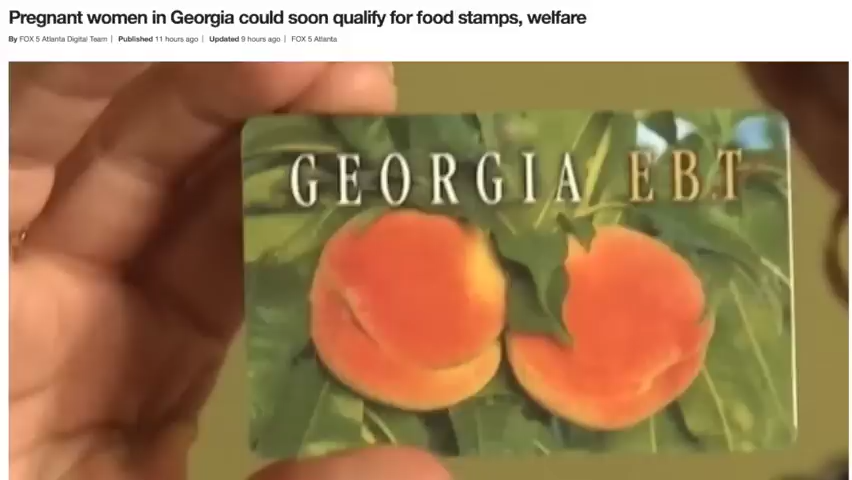 Pregnant women in Georgia could soon qualify for food stamps, welfare
By FOX 5 Atlanta Digital Team | Published 11 hours ago | Updated 9 hours ago | FOX 5 Atlanta
GEORGIA EBT